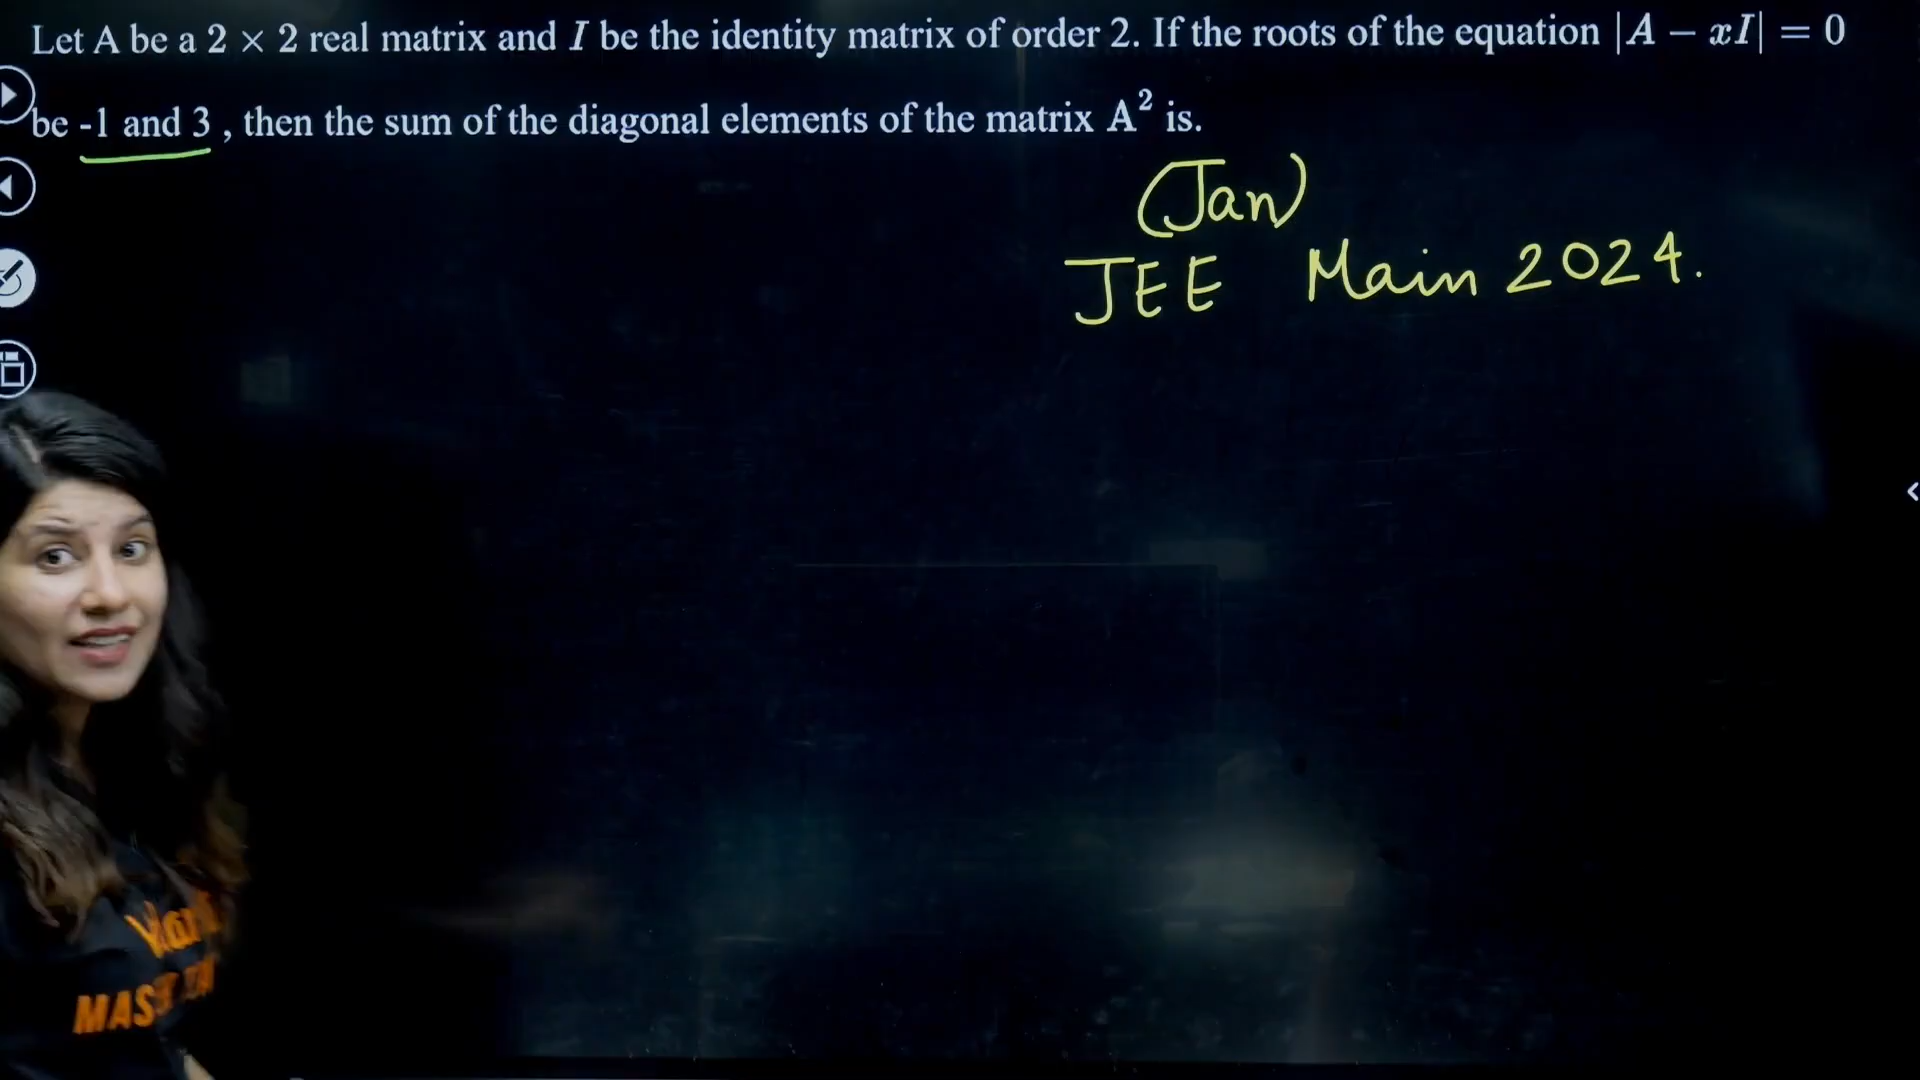 Let A be a 2 × 2 real matrix and I be the identity matrix of order 2. If the roots of the equation |A − xI| = 0
be -1 and 3 , then the sum of the diagonal elements of the matrix A² is.
(Jan)
JEE Main 2024.